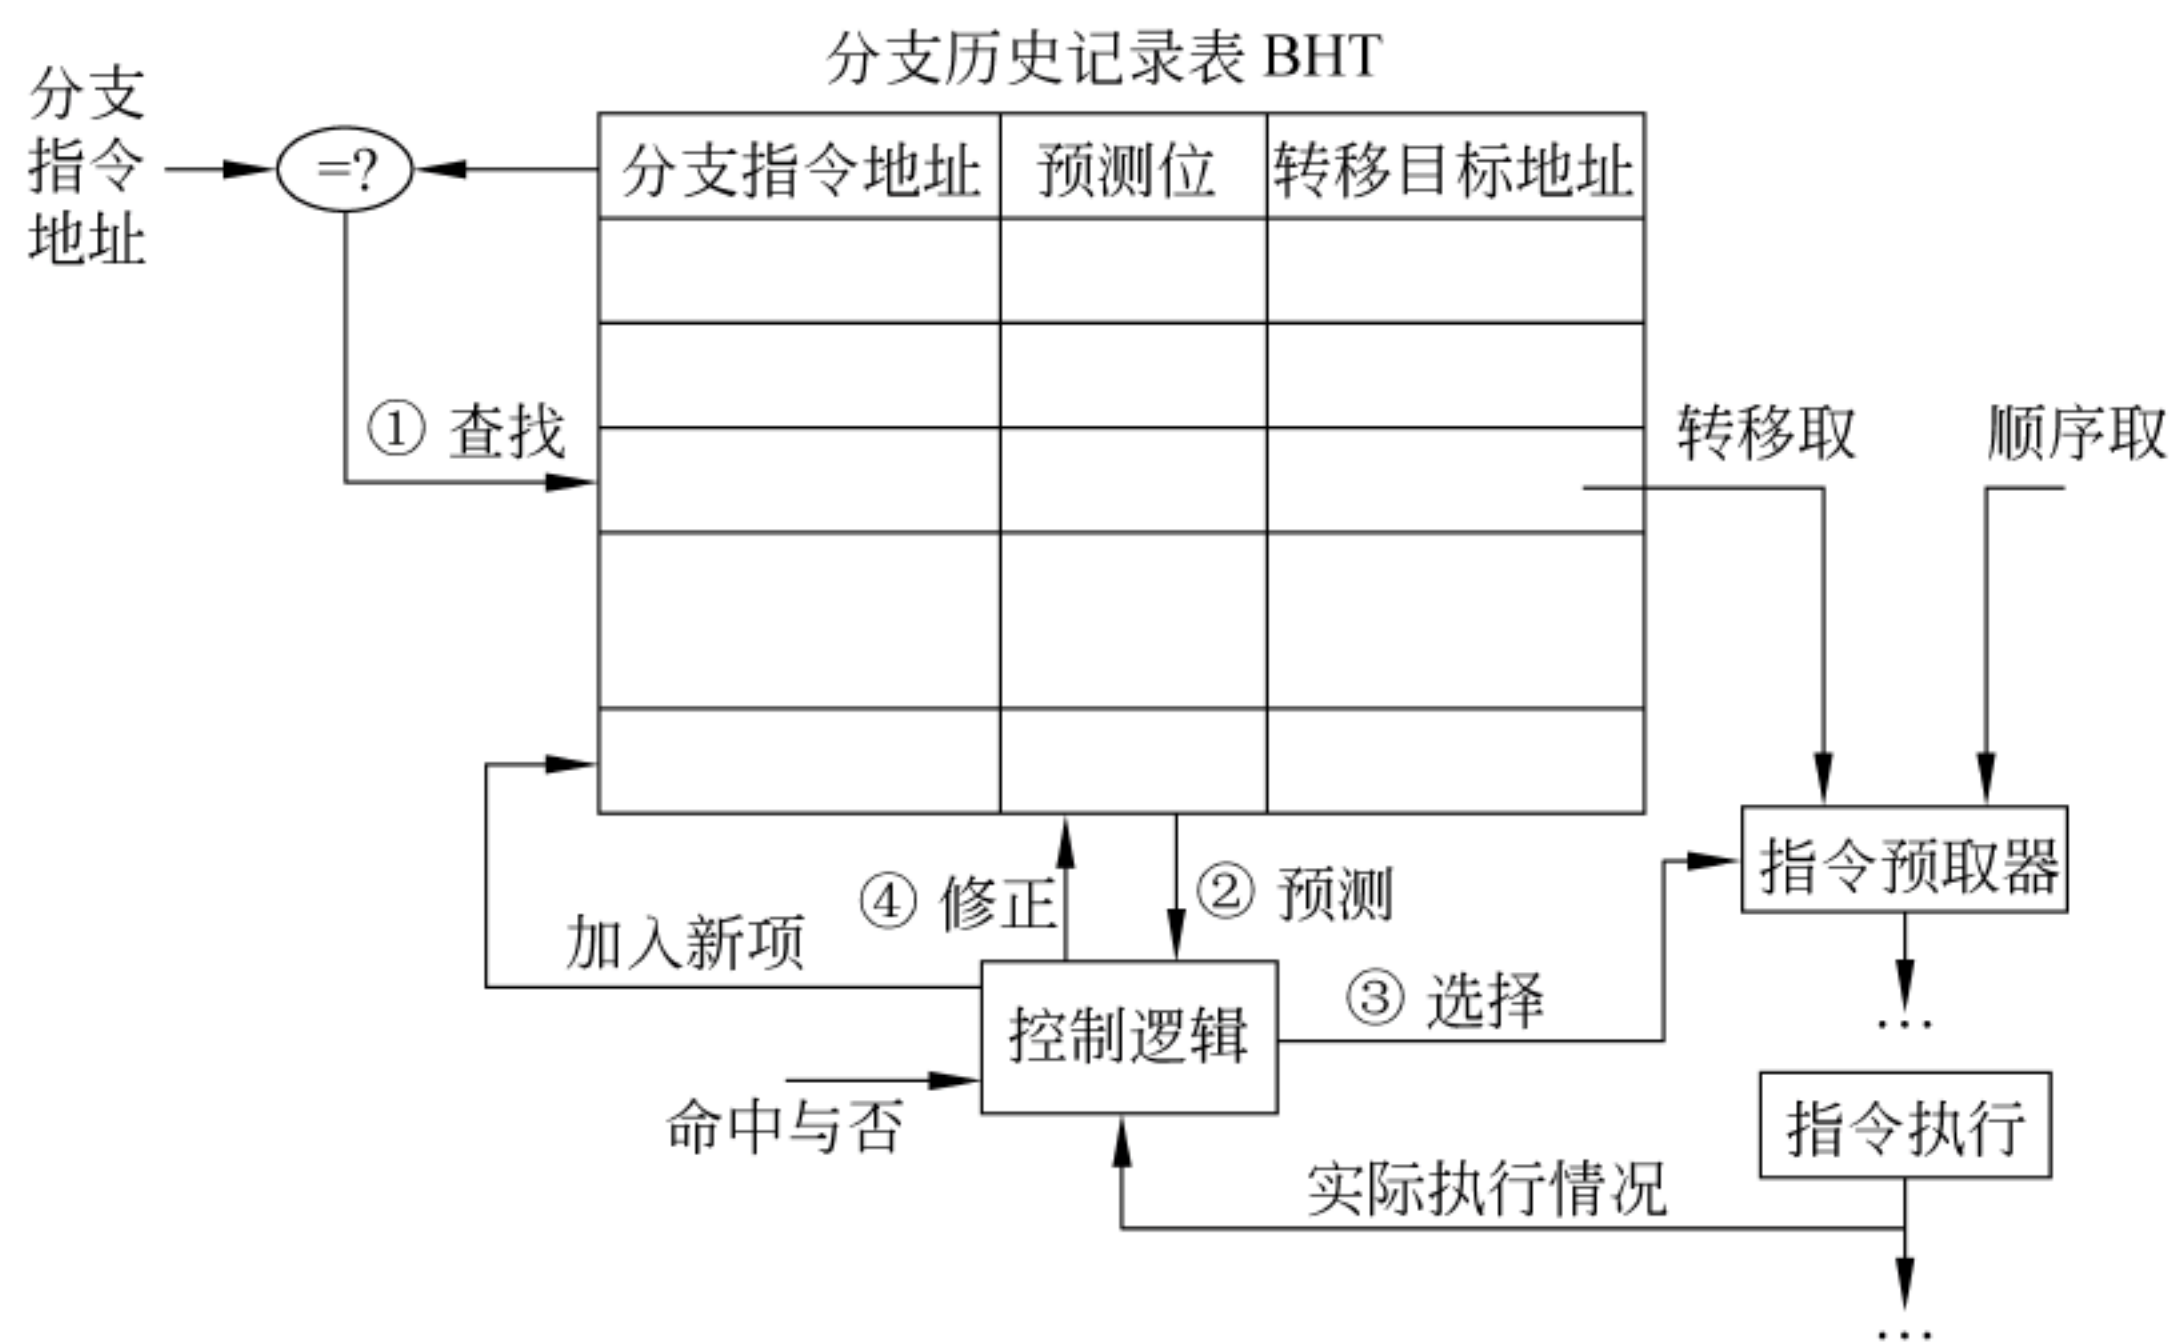 分支历史记录表 BHT
分支
指令
地址
=?
分支指令地址
预测位
转移目标地址
① 查找
转移取
顺序取
指令预取器
④ 修正
② 预测
加入新项
③ 选择
控制逻辑
…
命中与否
指令执行
实际执行情况
…